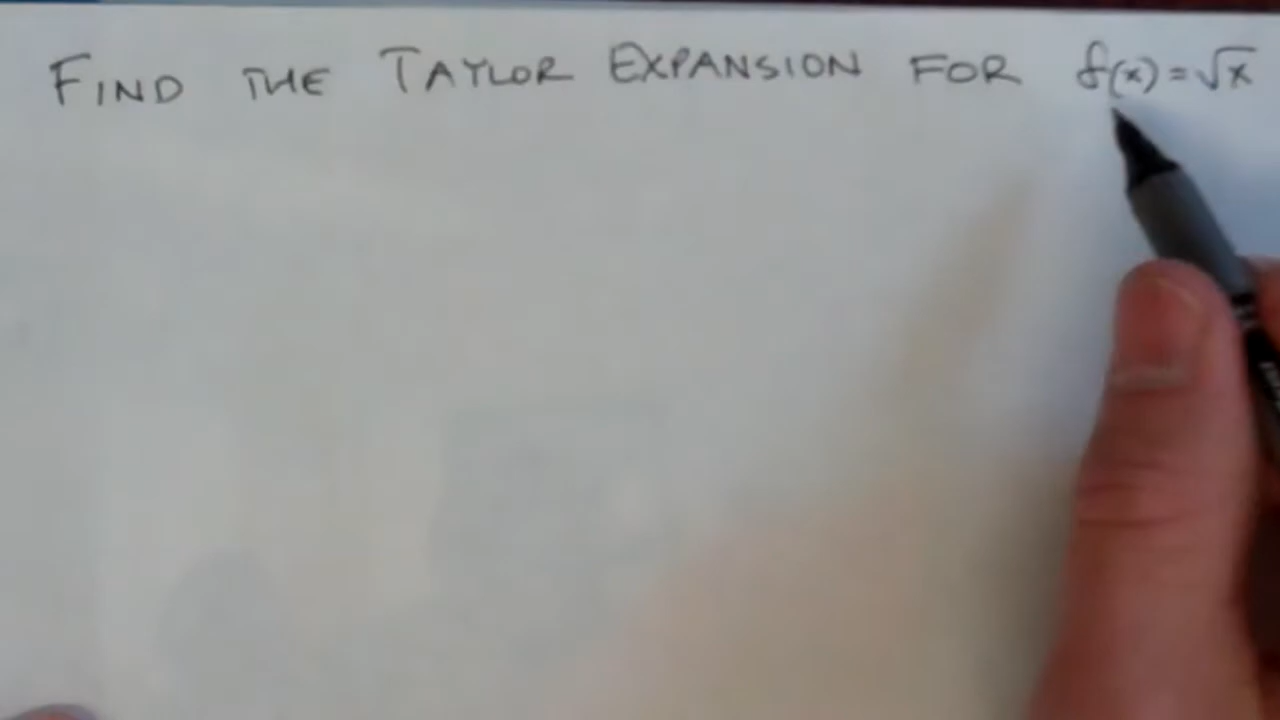 FIND THE TAYLOR EXPANSION FOR f(x)=√x